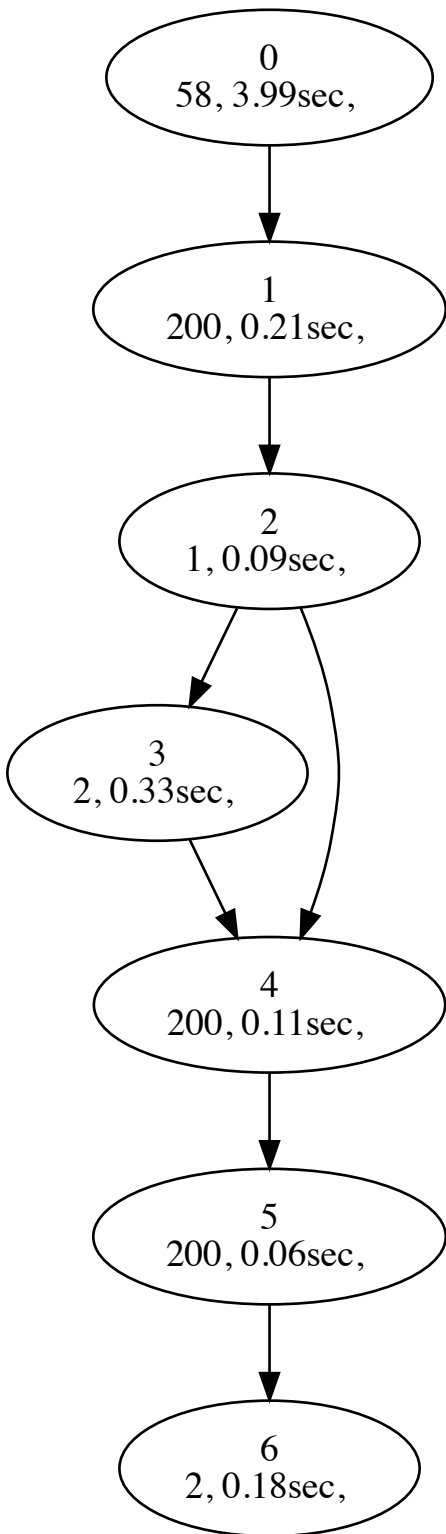 0
58, 3.99sec,
1
200, 0.21sec,
2
1, 0.09sec,
3
2, 0.33sec,
4
200, 0.11sec,
5
200, 0.06sec,
6
2, 0.18sec,